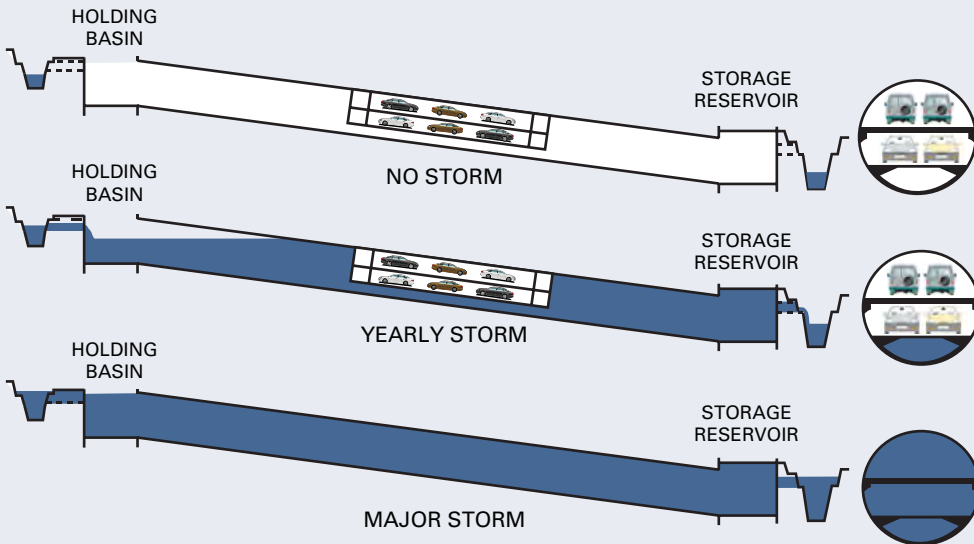 HOLDING
BASIN
STORAGE
RESERVOIR
NO STORM
HOLDING
BASIN
STORAGE
RESERVOIR
YEARLY STORM
HOLDING
BASIN
STORAGE
RESERVOIR
MAJOR STORM